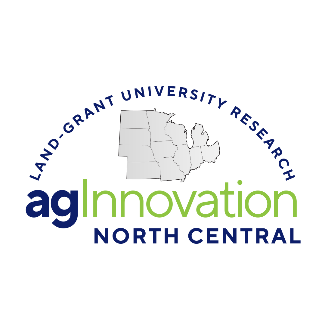 LAND-GRANT UNIVERSITY RESEARCH
agInnovation
NORTH CENTRAL